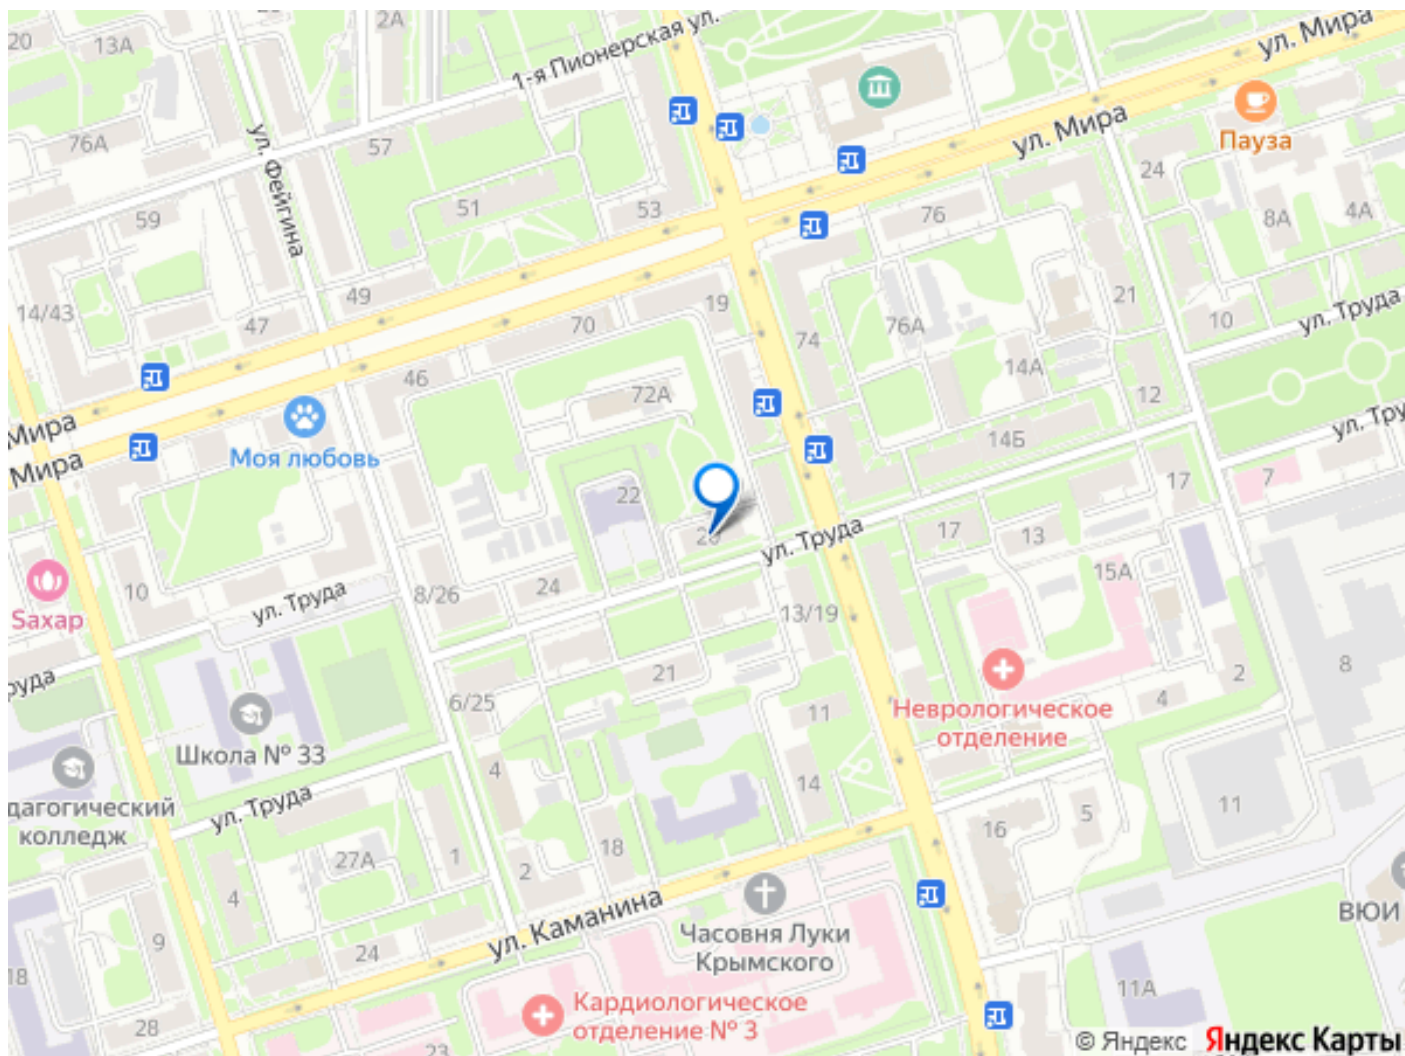 20
13А
2А
1-я Пионерская ул.
ул. Мира
76А
ул. Фейгина
57
ул. Мира
Пауза
24
59
51
53
76
8А
4А
14/43
49
47
70
19
74
76А
21
10
ул. Труда
46
72А
14А
12
Мира
Мира
Моя любовь
14Б
ул. Тру
22
17
7
ул. Труда
17
13
10
ул. Труда
8/26
24
15А
Saxap
13/19
руда
21
6/25
8
2
4
11
Неврологическое
отделение
Школа № 33
4
14
дагогический
колледж
ул. Труда
11
5
16
27А
1
18
2
4
ул. Каманина
Часовня Луки
Крымского
ВЮИ
9
24
18
11А
Кардиологическое
отделение № 3
28
23
© Яндекс Яндекс Карты